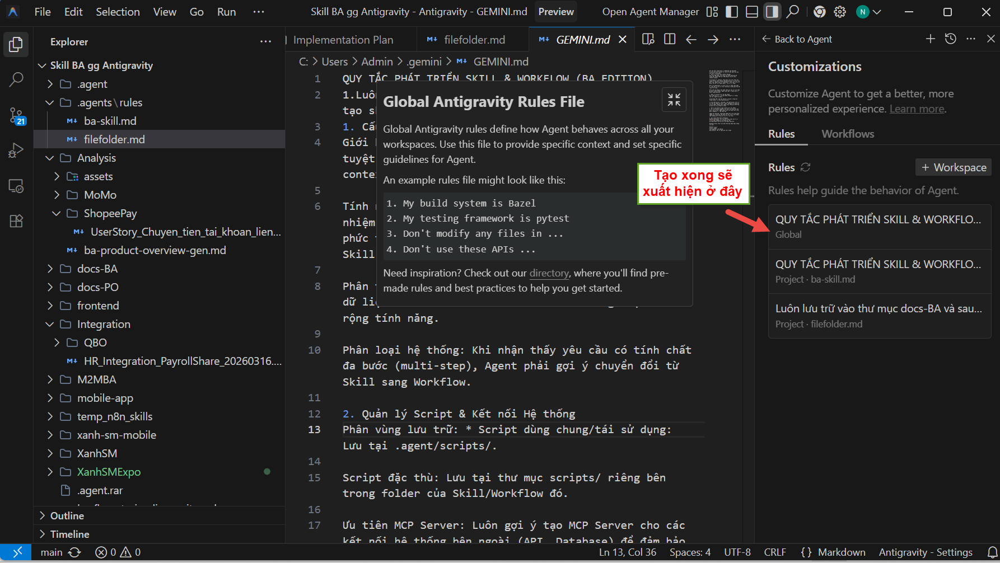 File Edit Selection View Go Run ···
Skill BA gg Antigravity - Antigravity - GEMINI.md Preview
Open Agent Manager
N
Explorer
Skill BA gg Antigravity
.agent
.agents\rules
ba-skill.md
filefolder.md
Analysis
assets
MoMo
ShopeePay
UserStory_Chuyen_tien_tai_khoan_lien...
ba-product-overview-gen.md
docs-BA
docs-PO
frontend
Integration
QBO
HR_Integration_PayrollShare_20260316....
M2MBA
mobile-app
temp_n8n_skills
xanh-sm-mobile
XanhSM
XanhSMExpo
.agent.rar
Outline
Timeline
21
Implementation Plan
filefolder.md
GEMINI.md
C: > Users > Admin > .gemini > GEMINI.md
1 QUY TẮC PHÁT TRIỂN SKILL & WORKFLOW (BA EDITION)
2 1.Luôn
tạo
3 1. Cấ
4 Giới
tuyệt
5
6 Tính
nhiệm
phức
Skill
7
8 Phân
dữ
rộng tính năng.
9
10 Phân loại hệ thống: Khi nhận thấy yêu cầu có tính chất
đa bước (multi-step), Agent phải gợi ý chuyển đổi từ
Skill sang Workflow.
11
12 2. Quản lý Script & Kết nối Hệ thống
13 Phân vùng lưu trữ: * Script dùng chung/tái sử dụng:
Lưu tại .agent/scripts/.
14
15 Script đặc thù: Lưu tại thư mục scripts/ riêng bên
trong folder của Skill/Workflow đó.
16
17 Ưu tiên MCP Server: Luôn gợi ý tạo MCP Server cho các
kết nối hệ thống bên ngoài (API, Database) để đảm bảo
Global Antigravity Rules File
Global Antigravity rules define how Agent behaves across all your
workspaces. Use this file to provide specific context and set specific
guidelines for Agent.
An example rules file might look like this:
1. My build system is Bazel
2. My testing framework is pytest
3. Don't modify any files in ...
4. Don't use these APIs ...
Need inspiration? Check out our directory, where you'll find pre-
made rules and best practices to help you get started.
Tạo xong sẽ
xuất hiện ở đây
Back to Agent
Customizations
Customize Agent to get a better, more
personalized experience. Learn more.
Rules Workflows
Rules
+ Workspace
Rules help guide the behavior of Agent.
QUY TẮC PHÁT TRIỂN SKILL & WORKFLO...
Global
QUY TẮC PHÁT TRIỂN SKILL & WORKFLO...
Project · ba-skill.md
Luôn lưu trữ vào thư mục docs-BA và sau...
Project · filefolder.md
main 0 0
Ln 13, Col 36 Spaces: 4 UTF-8 CRLF {} Markdown Antigravity - Settings